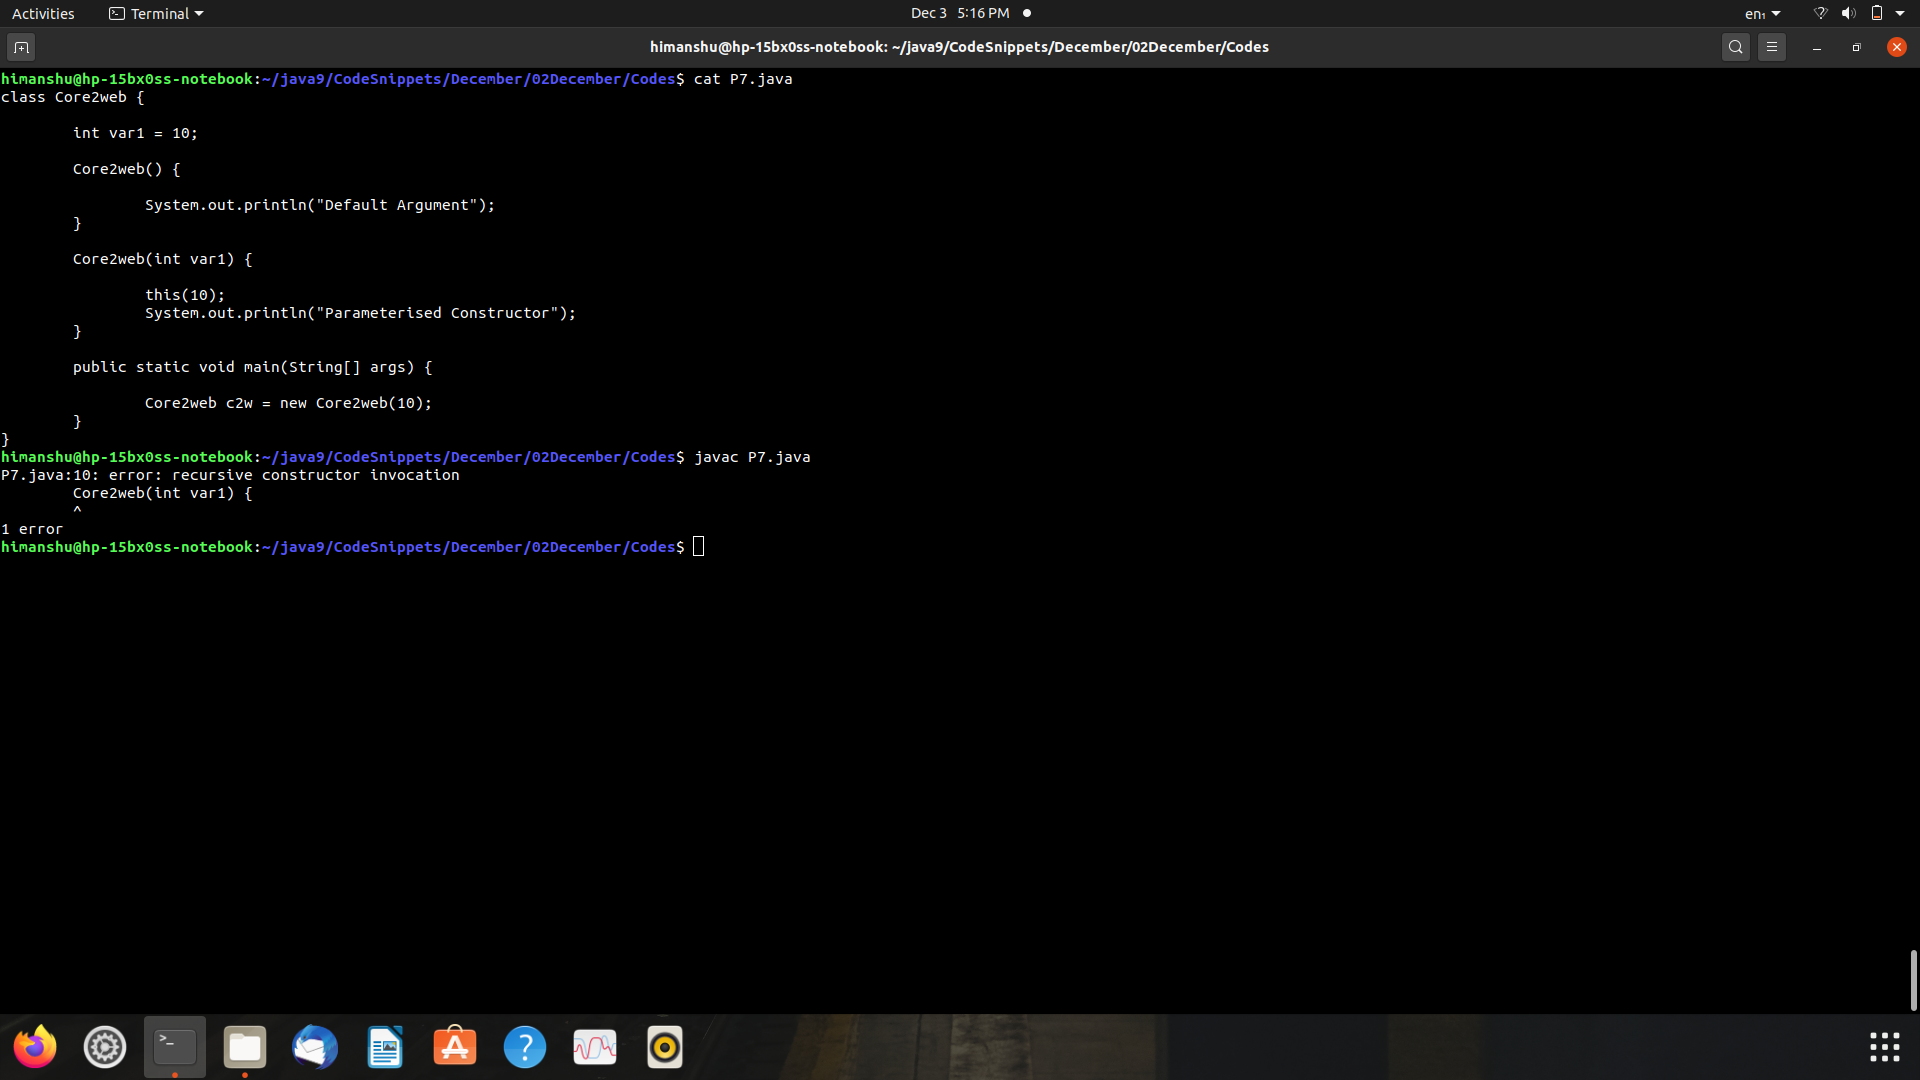 Activities Terminal Dec 3 5:16 PM en₁
himanshu@hp-15bx0ss-notebook: ~/java9/CodeSnippets/December/02December/Codes
himanshu@hp-15bx0ss-notebook:~/java9/CodeSnippets/December/02December/Codes$ cat P7.java
class Core2web {
        int var1 = 10;
        Core2web() {
                System.out.println("Default Argument");
        }
        Core2web(int var1) {
                this(10);
                System.out.println("Parameterised Constructor");
        }
        public static void main(String[] args) {
                Core2web c2w = new Core2web(10);
        }
}
himanshu@hp-15bx0ss-notebook:~/java9/CodeSnippets/December/02December/Codes$ javac P7.java
P7.java:10: error: recursive constructor invocation
        Core2web(int var1) {
        ^
1 error
himanshu@hp-15bx0ss-notebook:~/java9/CodeSnippets/December/02December/Codes$